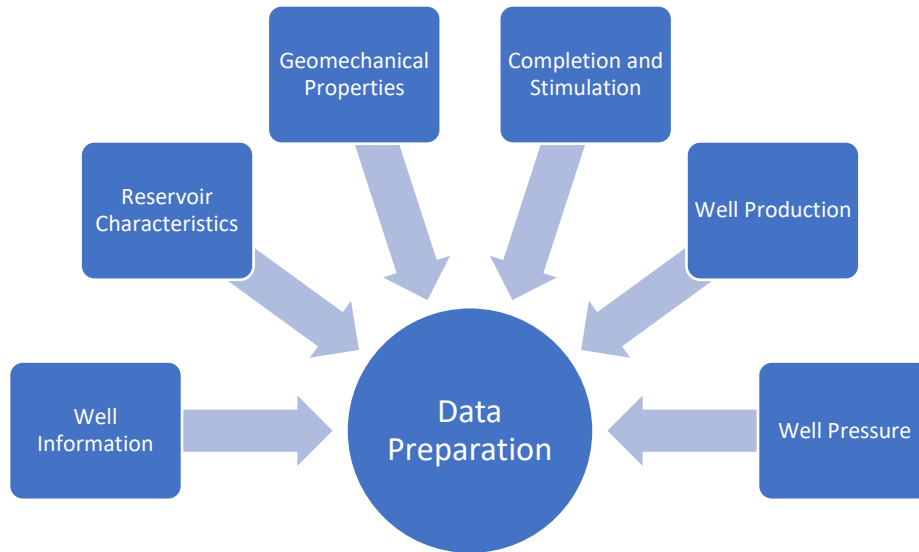 Geomechanical
Properties
Completion and
Stimulation
Reservoir
Characteristics
Well Production
Well
Information
Data
Preparation
Well Pressure